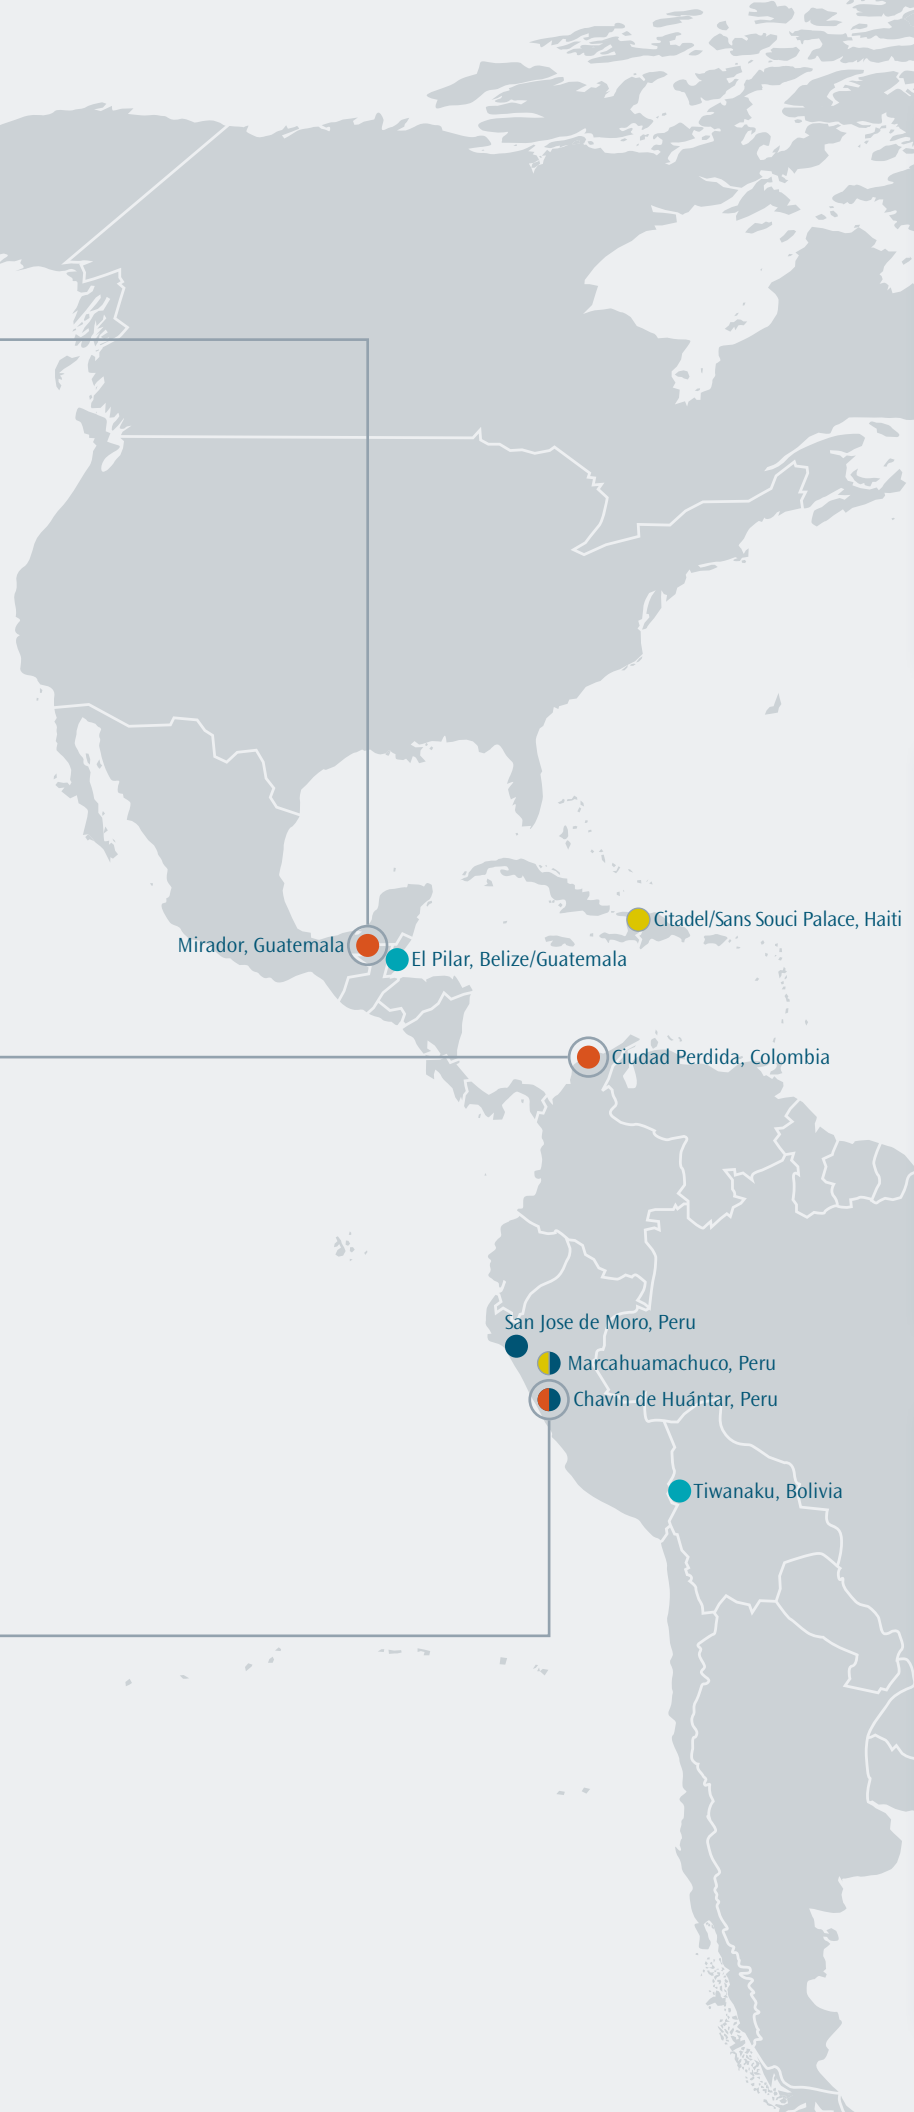 Citadel/Sans Souci Palace, Haiti
Mirador, Guatemala
El Pilar, Belize/Guatemala
Ciudad Perdida, Colombia
San Jose de Moro, Peru
Marcahuamachuco, Peru
Chavín de Huántar, Peru
Tiwanaku, Bolivia